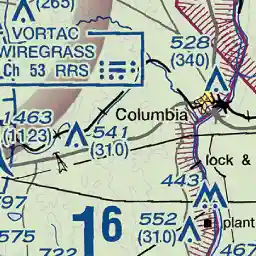 (265)
VORTAC
WIREGRASS
Ch 53 RRS
528
(340)
Columbia
1463
(1123)
541
(310)
lock &
443
797
16
552
(310)
plant
575
722
467